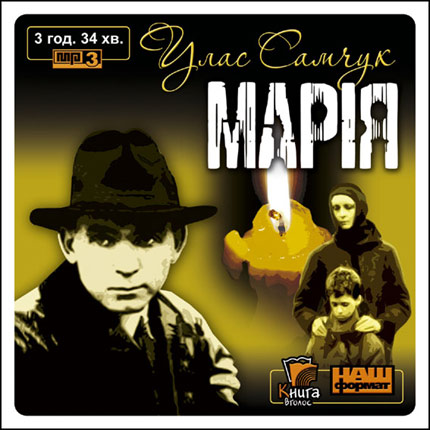 3 год. 34 хв.
mp3
Улас Самчук
МАРІЯ
Книга
Вголос
НАШ
формат